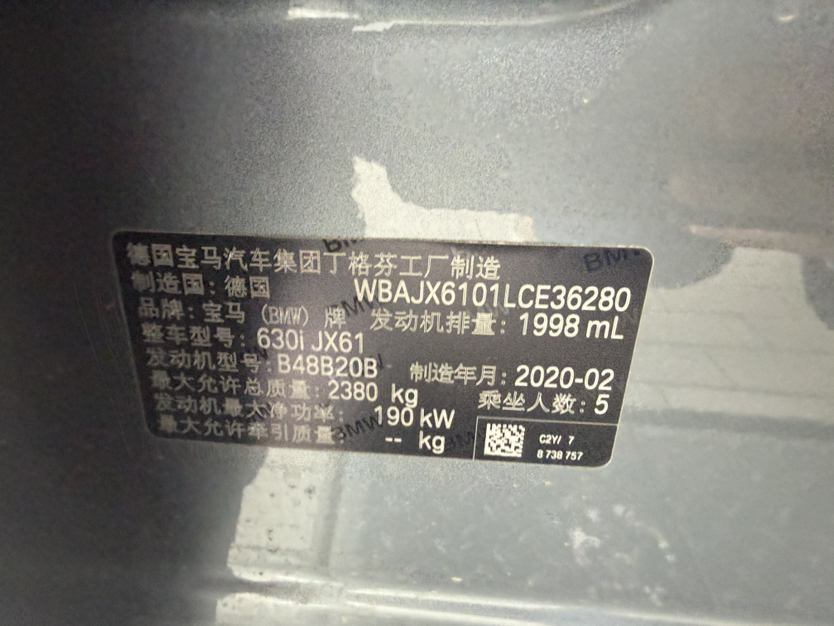 德国宝马汽车集团丁格芬工厂制造
制造国：德国 WBAJX6101LCE36280
品牌：宝马（BMW）牌 发动机排量：1998 mL
整车型号：630i JX61
发动机型号：B48B20B 制造年月：2020-02
最大允许总质量：2380 kg 乘坐人数：5
发动机最大净功率：190 kW
最大允许牵引质量： -- kg
C2Y/ 7
8 738 757
BMW